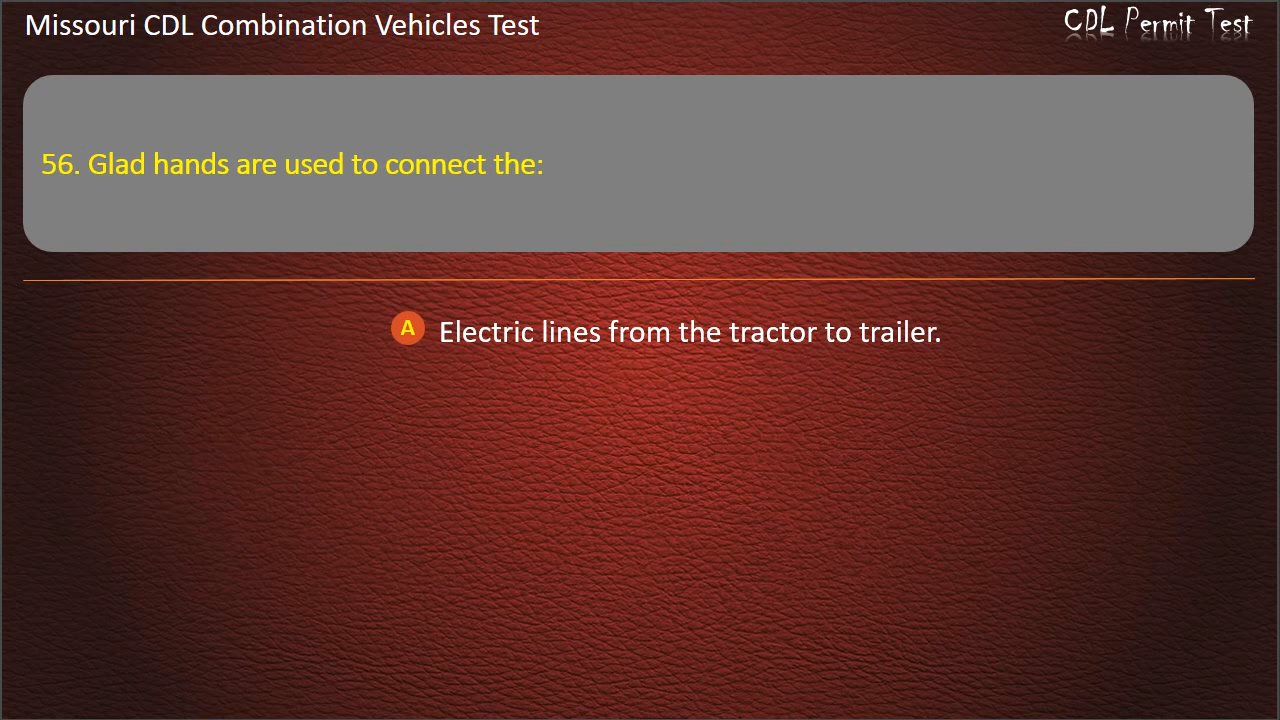 Missouri CDL Combination Vehicles Test
CDL Permit Test
56. Glad hands are used to connect the:
A Electric lines from the tractor to trailer.